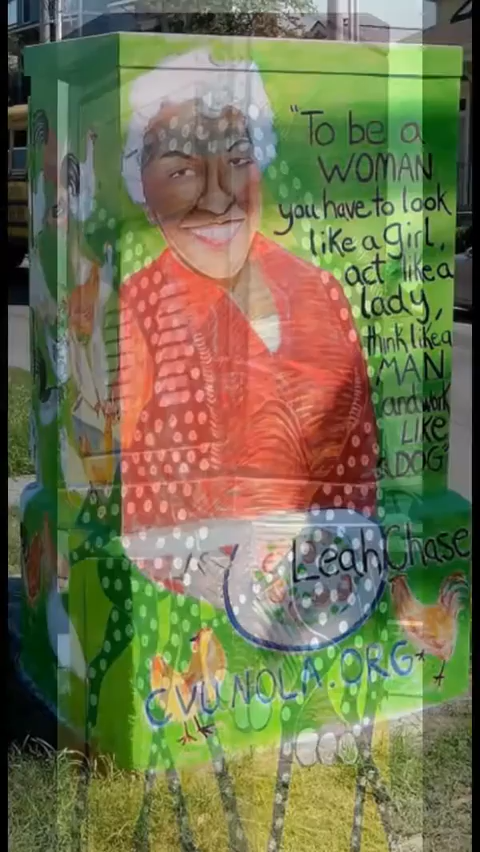 "To be a
WOMAN
you have to look
like a girl,
act like a
lady,
think like a
MAN
and work
LIKE
a DOG"
Leah Chase
CVUNOLA.ORG*